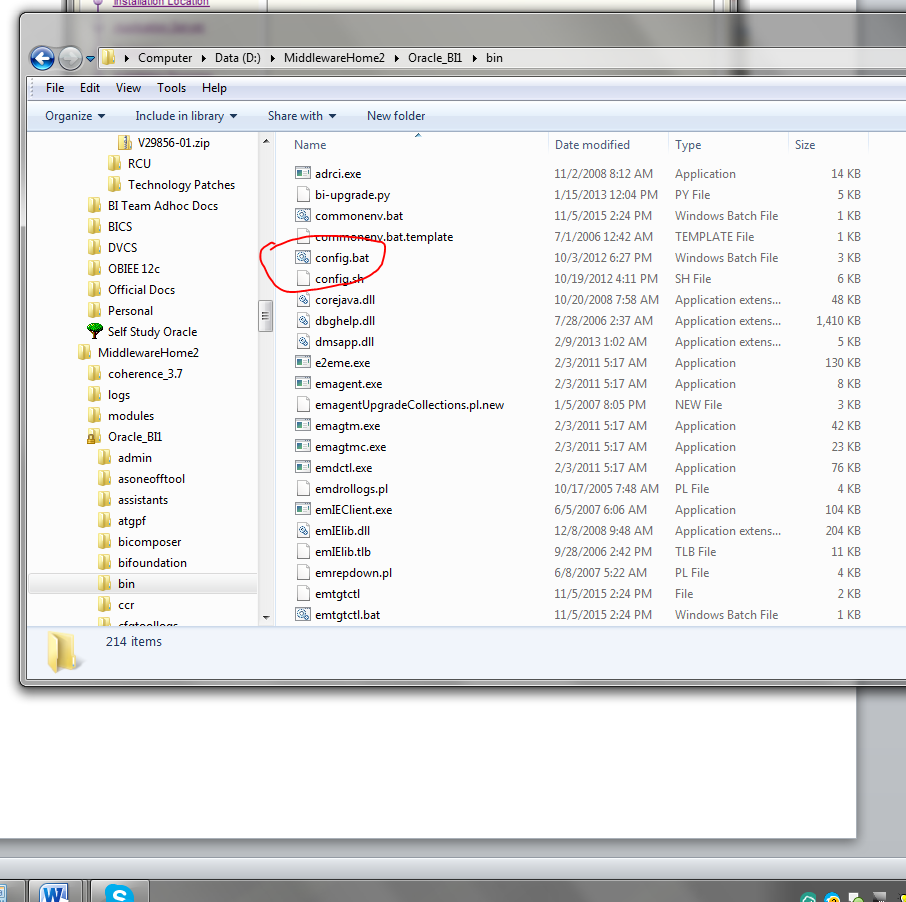 Installation Location
Computer Data (D:) MiddlewareHome2 Oracle_BI1 bin
File Edit View Tools Help
Organize Include in library Share with New folder
V29856-01.zip
RCU
Technology Patches
BI Team Adhoc Docs
BICS
DVCS
OBIEE 12c
Official Docs
Personal
Self Study Oracle
MiddlewareHome2
coherence_3.7
logs
modules
Oracle_BI1
admin
asoneofftool
assistants
atgpf
bicomposer
bifoundation
bin
ccr
cfgtoollogs
Name Date modified Type Size
adrci.exe 11/2/2008 8:12 AM Application 14 KB
bi-upgrade.py 1/15/2013 12:04 PM PY File 5 KB
commonenv.bat 11/5/2015 2:24 PM Windows Batch File 1 KB
commonenv.bat.template 7/1/2006 12:42 AM TEMPLATE File 1 KB
config.bat 10/3/2012 6:27 PM Windows Batch File 3 KB
config.sh 10/19/2012 4:11 PM SH File 6 KB
corejava.dll 10/20/2008 7:58 AM Application extens... 48 KB
dbghelp.dll 7/28/2006 2:37 AM Application extens... 1,410 KB
dmsapp.dll 2/9/2013 1:02 AM Application extens... 5 KB
e2eme.exe 2/3/2011 5:17 AM Application 130 KB
emagent.exe 2/3/2011 5:17 AM Application 8 KB
emagentUpgradeCollections.pl.new 1/5/2007 8:05 PM NEW File 3 KB
emagtm.exe 2/3/2011 5:17 AM Application 42 KB
emagtmc.exe 2/3/2011 5:17 AM Application 23 KB
emdctl.exe 2/3/2011 5:17 AM Application 76 KB
emdrollogs.pl 10/17/2005 7:48 AM PL File 4 KB
emIEClient.exe 6/5/2007 6:06 AM Application 104 KB
emIElib.dll 12/8/2008 9:48 AM Application extens... 204 KB
emIElib.tlb 9/28/2006 2:42 PM TLB File 11 KB
emrepdown.pl 6/8/2007 5:22 AM PL File 4 KB
emtgtctl 11/5/2015 2:24 PM File 2 KB
emtgtctl.bat 11/5/2015 2:24 PM Windows Batch File 1 KB
214 items